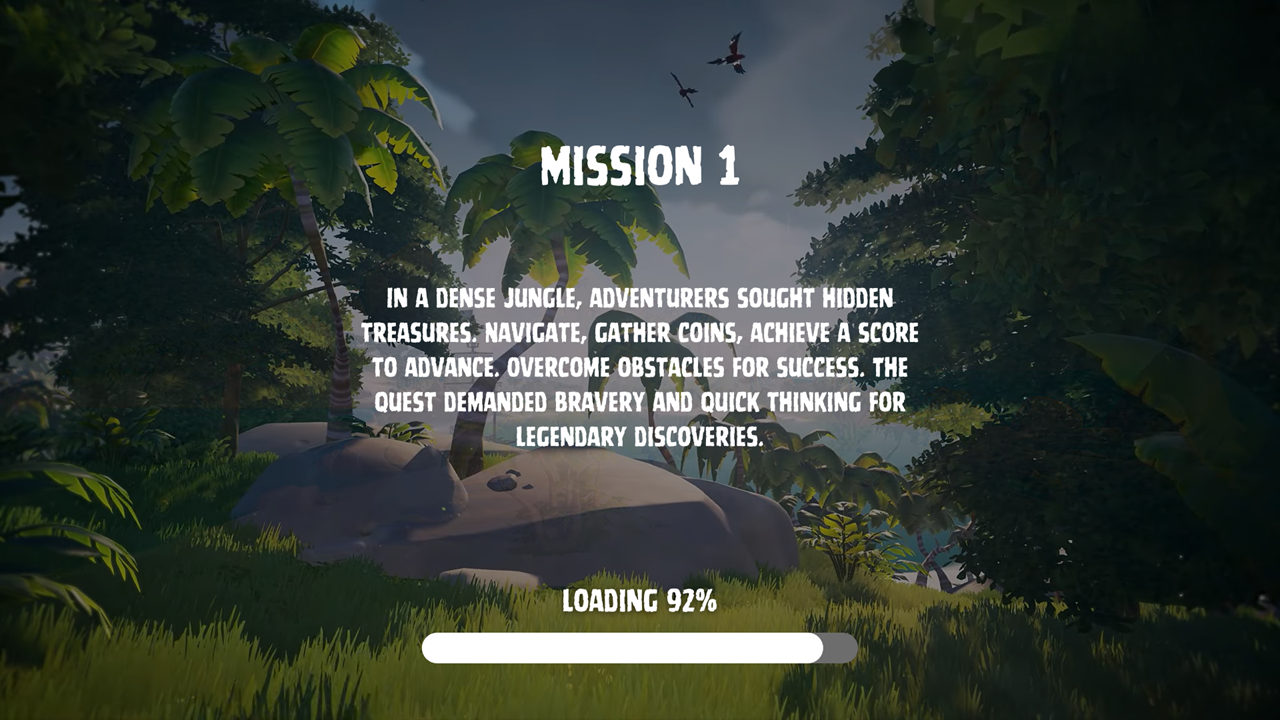 MISSION 1
IN A DENSE JUNGLE, ADVENTURERS SOUGHT HIDDEN
TREASURES. NAVIGATE, GATHER COINS, ACHIEVE A SCORE
TO ADVANCE. OVERCOME OBSTACLES FOR SUCCESS. THE
QUEST DEMANDED BRAVERY AND QUICK THINKING FOR
LEGENDARY DISCOVERIES.
LOADING 92%